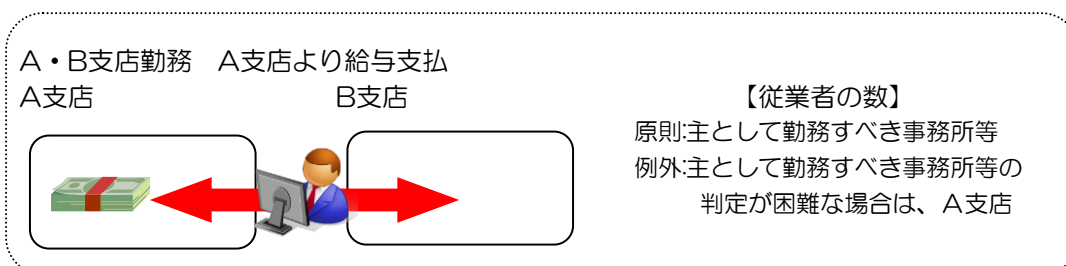 A・B支店勤務　A支店より給与支払
A支店　B支店
【従業者の数】
原則:主として勤務すべき事務所等
例外:主として勤務すべき事務所等の
判定が困難な場合は、A支店